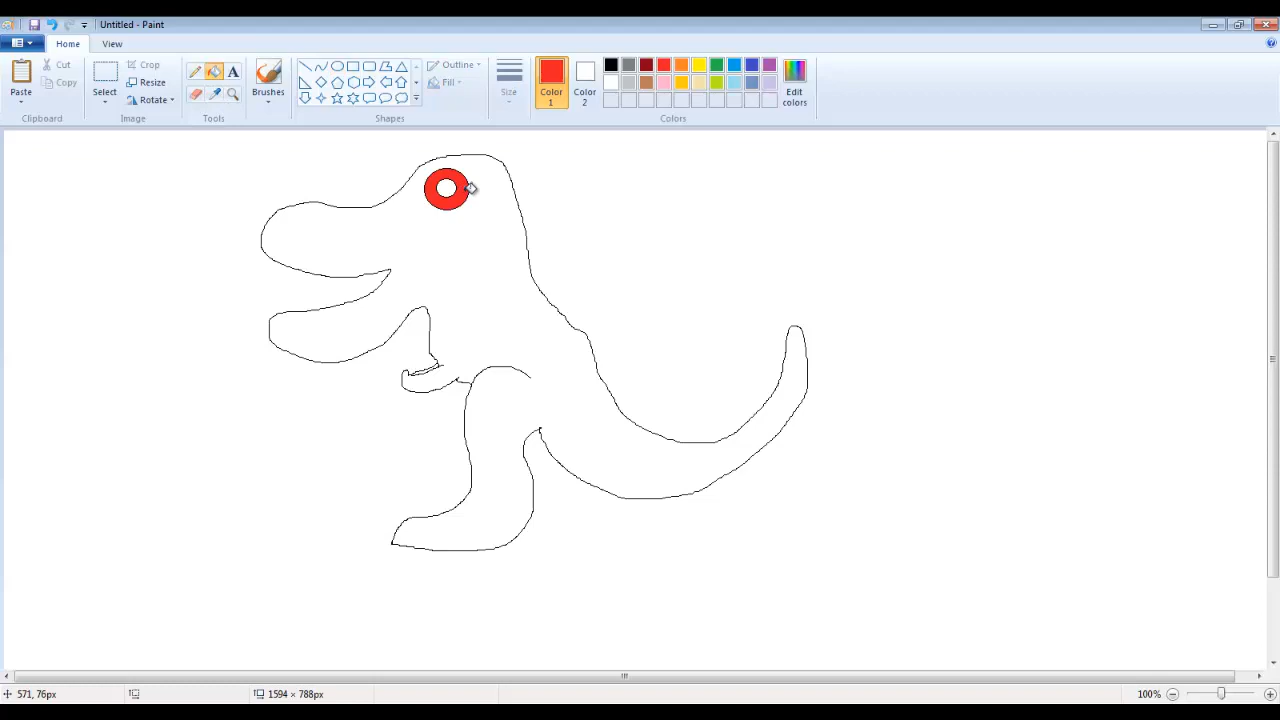 Untitled - Paint
Home View
Paste
Cut
Copy
Clipboard
Select
Crop
Resize
Rotate
Image
A
Tools
Brushes
Outline
Fill
Shapes
Size
Color 1
Color 2
Edit colors
Colors
571, 76px
1594 × 788px
100%